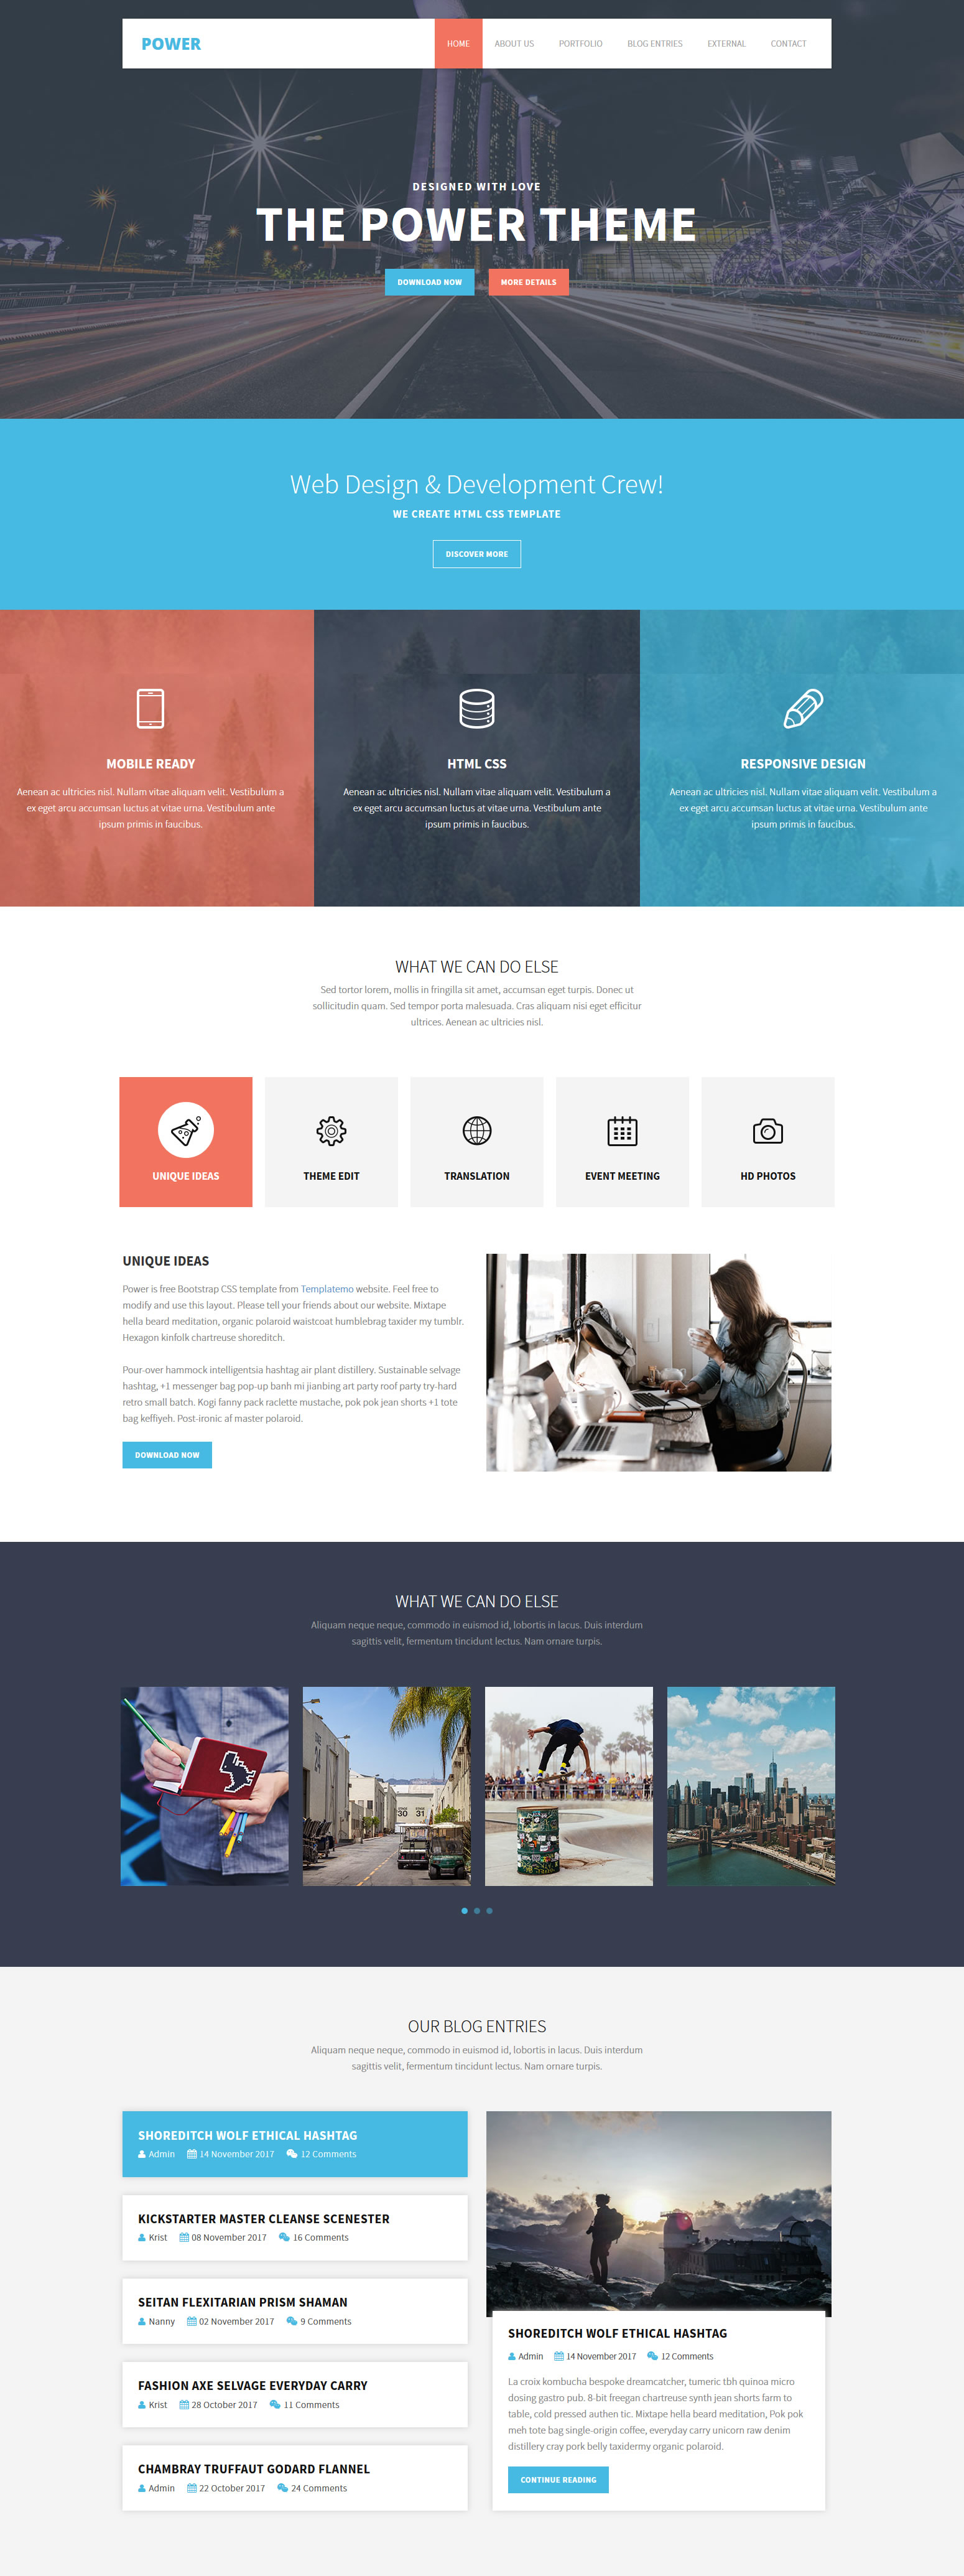 POWER
HOME
ABOUT US
PORTFOLIO
BLOG ENTRIES
EXTERNAL
CONTACT
DESIGNED WITH LOVE
THE POWER THEME
DOWNLOAD NOW
MORE DETAILS
Web Design & Development Crew!
WE CREATE HTML CSS TEMPLATE
DISCOVER MORE
MOBILE READY
Aenean ac ultricies nisl. Nullam vitae aliquam velit. Vestibulum a
ex eget arcu accumsan luctus at vitae urna. Vestibulum ante
ipsum primis in faucibus.
HTML CSS
Aenean ac ultricies nisl. Nullam vitae aliquam velit. Vestibulum a
ex eget arcu accumsan luctus at vitae urna. Vestibulum ante
ipsum primis in faucibus.
RESPONSIVE DESIGN
Aenean ac ultricies nisl. Nullam vitae aliquam velit. Vestibulum a
ex eget arcu accumsan luctus at vitae urna. Vestibulum ante
ipsum primis in faucibus.
WHAT WE CAN DO ELSE
Sed tortor lorem, mollis in fringilla sit amet, accumsan eget turpis. Donec ut
sollicitudin quam. Sed tempor porta malesuada. Cras aliquam nisi eget efficitur
ultrices. Aenean ac ultricies nisl.
UNIQUE IDEAS
THEME EDIT
TRANSLATION
EVENT MEETING
HD PHOTOS
UNIQUE IDEAS
Power is free Bootstrap CSS template from Templatemo website. Feel free to
modify and use this layout. Please tell your friends about our website. Mixtape
hella beard meditation, organic polaroid waistcoat humblebrag taxider my tumblr.
Hexagon kinfolk chartreuse shoreditch.
Pour-over hammock intelligentsia hashtag air plant distillery. Sustainable selvage
hashtag, +1 messenger bag pop-up banh mi jianbing art party roof party try-hard
retro small batch. Kogi fanny pack raclette mustache, pok pok jean shorts +1 tote
bag keffiyeh. Post-ironic af master polaroid.
DOWNLOAD NOW
WHAT WE CAN DO ELSE
Aliquam neque neque, commodo in euismod id, lobortis in lacus. Duis interdum
sagittis velit, fermentum tincidunt lectus. Nam ornare turpis.
30
31
OUR BLOG ENTRIES
Aliquam neque neque, commodo in euismod id, lobortis in lacus. Duis interdum
sagittis velit, fermentum tincidunt lectus. Nam ornare turpis.
SHOREDITCH WOLF ETHICAL HASHTAG
Admin 14 November 2017 12 Comments
KICKSTARTER MASTER CLEANSE SCENESTER
Krist 08 November 2017 16 Comments
SEITAN FLEXITARIAN PRISM SHAMAN
Nanny 02 November 2017 9 Comments
FASHION AXE SELVAGE EVERYDAY CARRY
Krist 28 October 2017 11 Comments
CHAMBRAY TRUFFAUT GODARD FLANNEL
Admin 22 October 2017 24 Comments
SHOREDITCH WOLF ETHICAL HASHTAG
Admin 14 November 2017 12 Comments
La croix kombucha bespoke dreamcatcher, tumeric tbh quinoa micro
dosing gastro pub. 8-bit freegan chartreuse synth jean shorts farm to
table, cold pressed authen tic. Mixtape hella beard meditation, Pok pok
meh tote bag single-origin coffee, everyday carry unicorn raw denim
distillery cray pork belly taxidermy organic polaroid.
CONTINUE READING